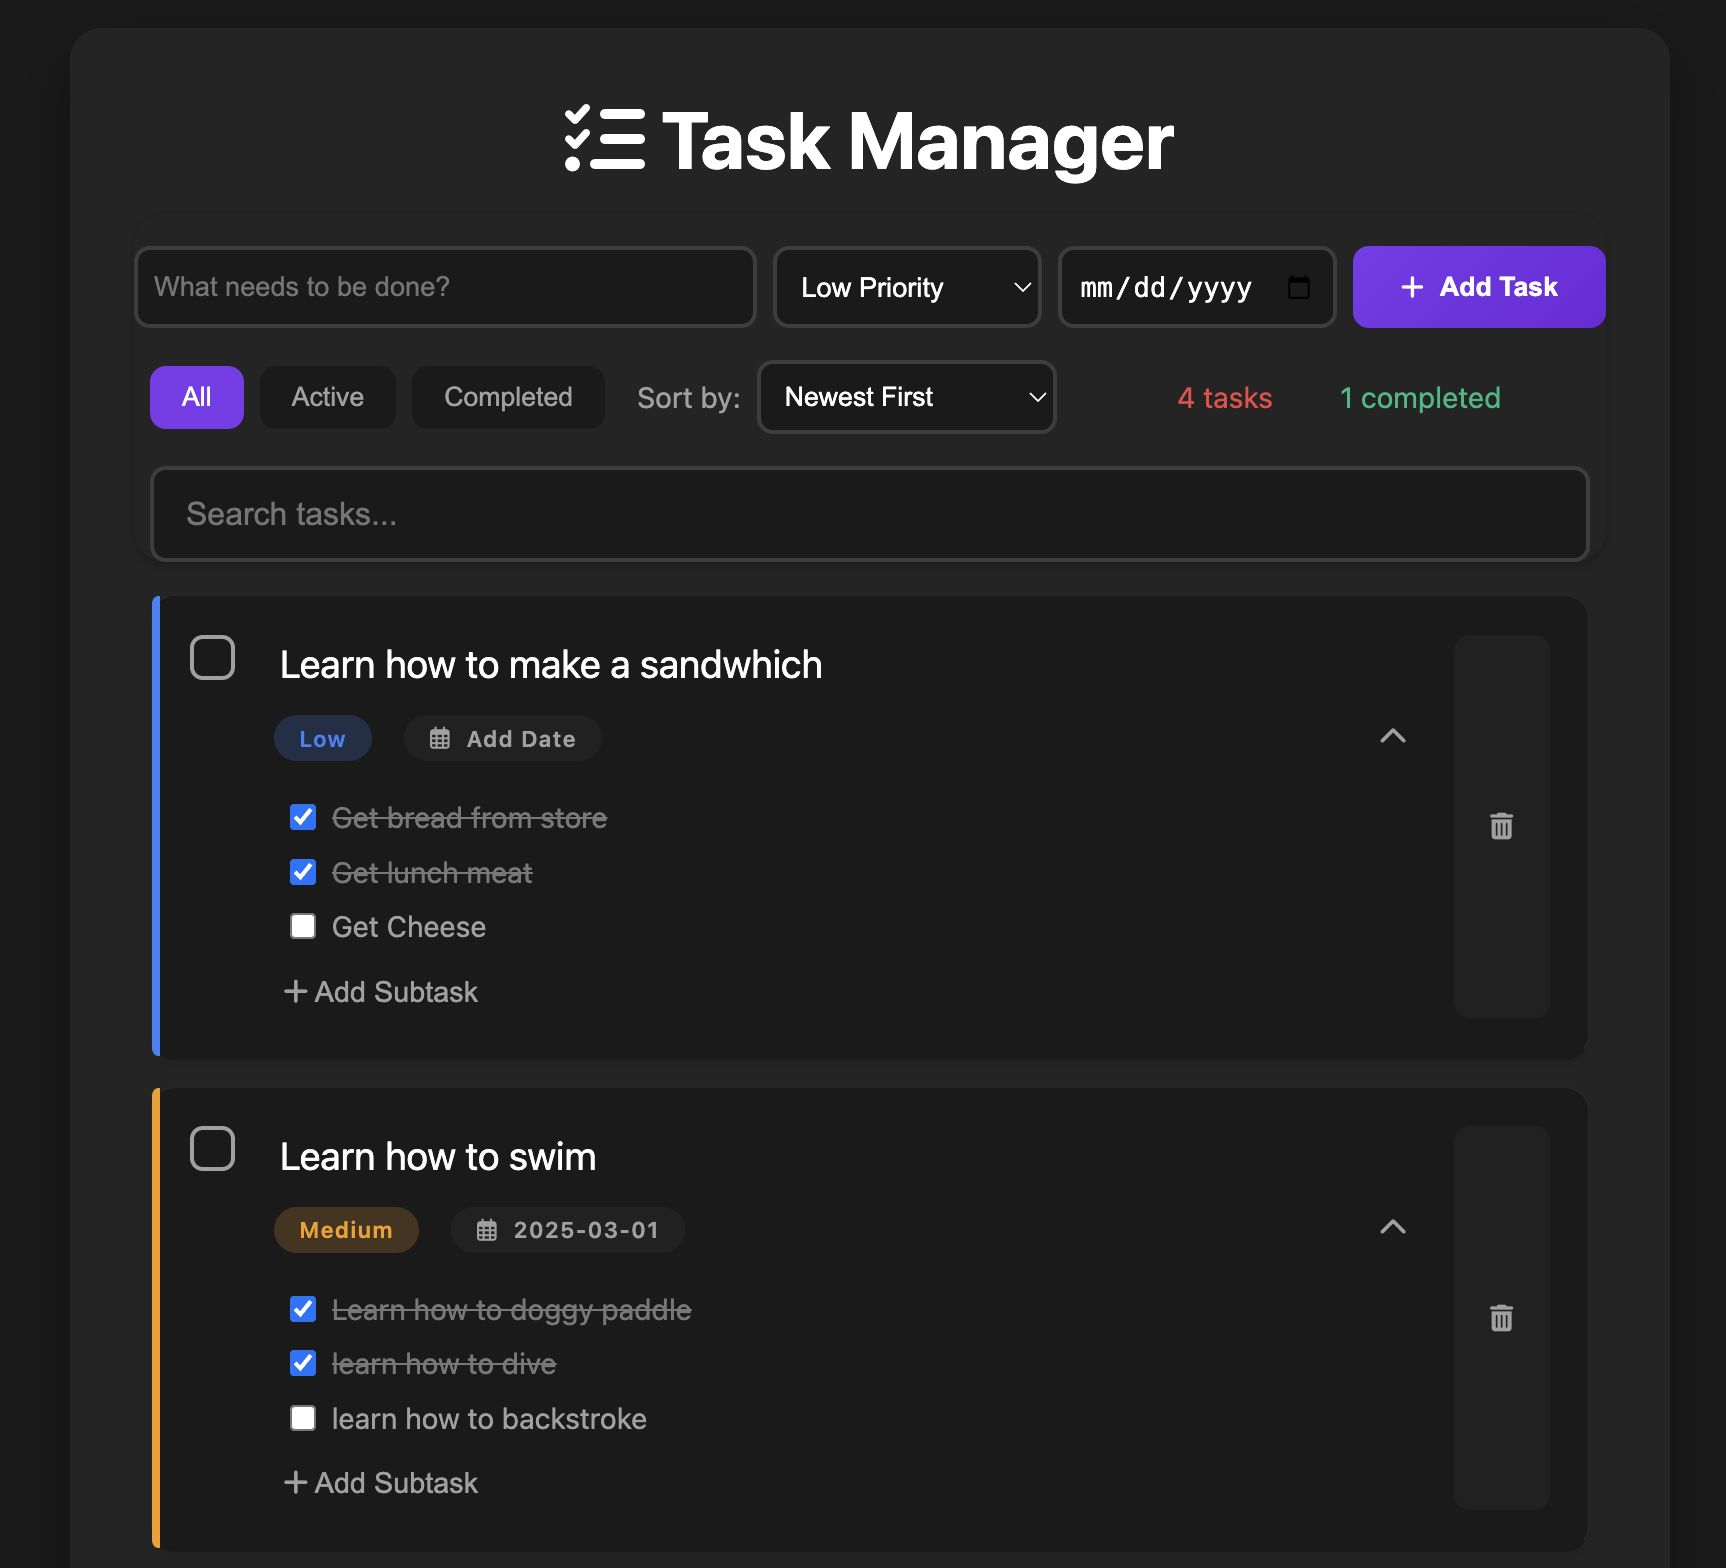 Task Manager
What needs to be done?
Low Priority
mm/dd/yyyy
Add Task
All
Active
Completed
Sort by:
Newest First
4 tasks
1 completed
Search tasks...
Learn how to make a sandwhich
Low
Add Date
Get bread from store
Get lunch meat
Get Cheese
Add Subtask
Learn how to swim
Medium
2025-03-01
Learn how to doggy paddle
learn how to dive
learn how to backstroke
Add Subtask